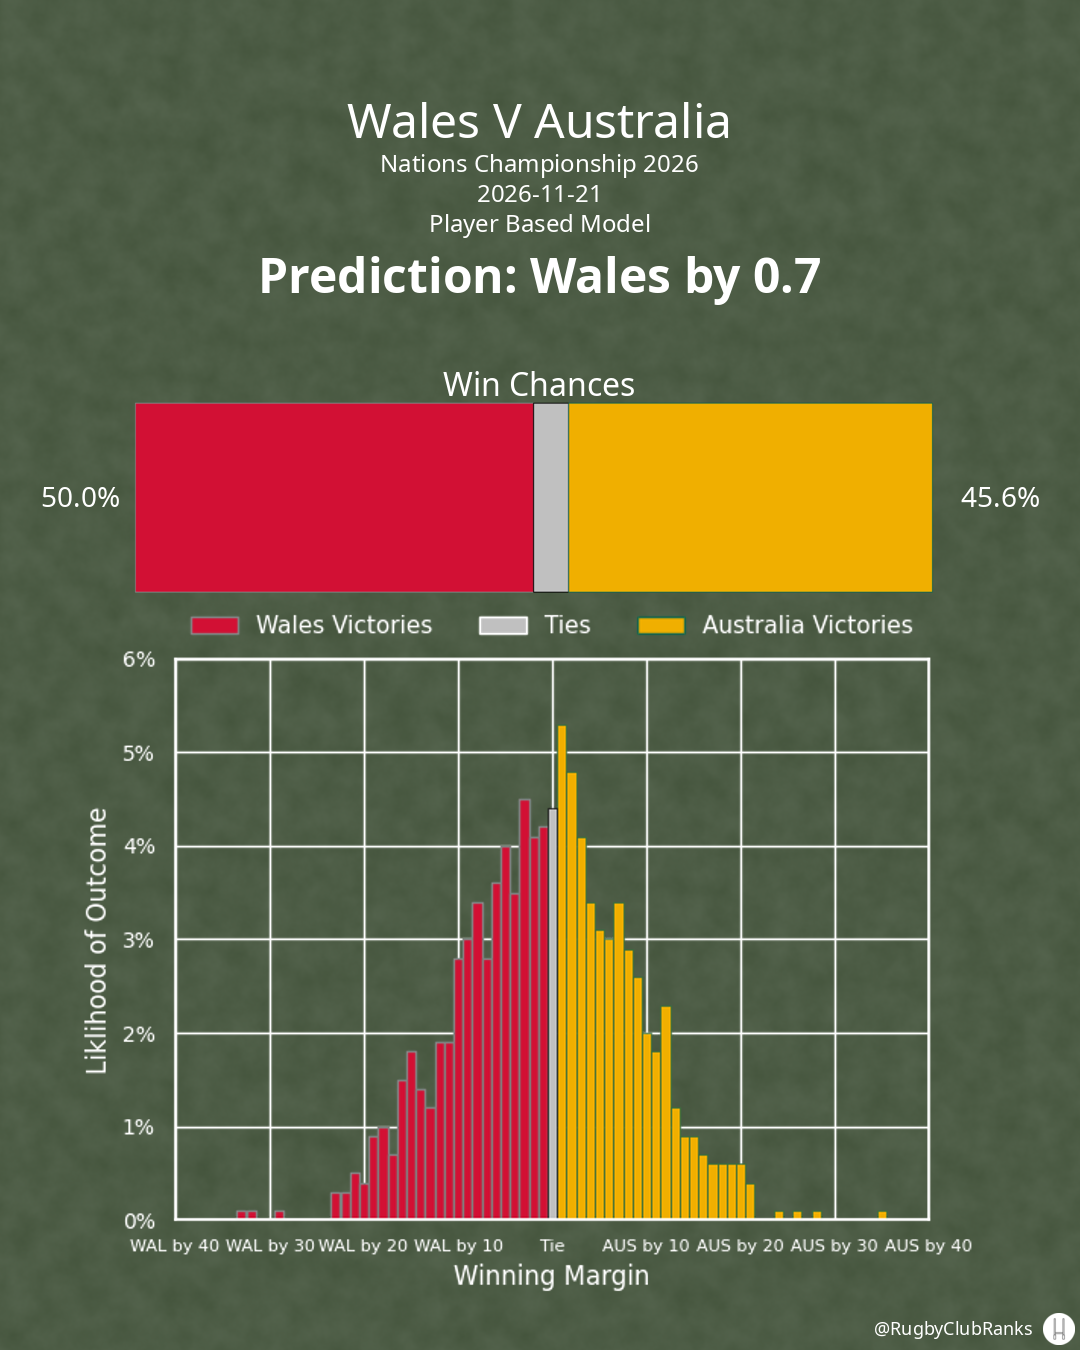 Wales V Australia
Nations Championship 2026
2026-11-21
Player Based Model
Prediction: Wales by 0.7
Win Chances
50.0%
45.6%
Wales Victories
Ties
Australia Victories
6%
5%
4%
3%
2%
1%
0%
Liklihood of Outcome
WAL by 40 WAL by 30 WAL by 20 WAL by 10 Tie AUS by 10 AUS by 20 AUS by 30 AUS by 40
Winning Margin
@RugbyClubRanks